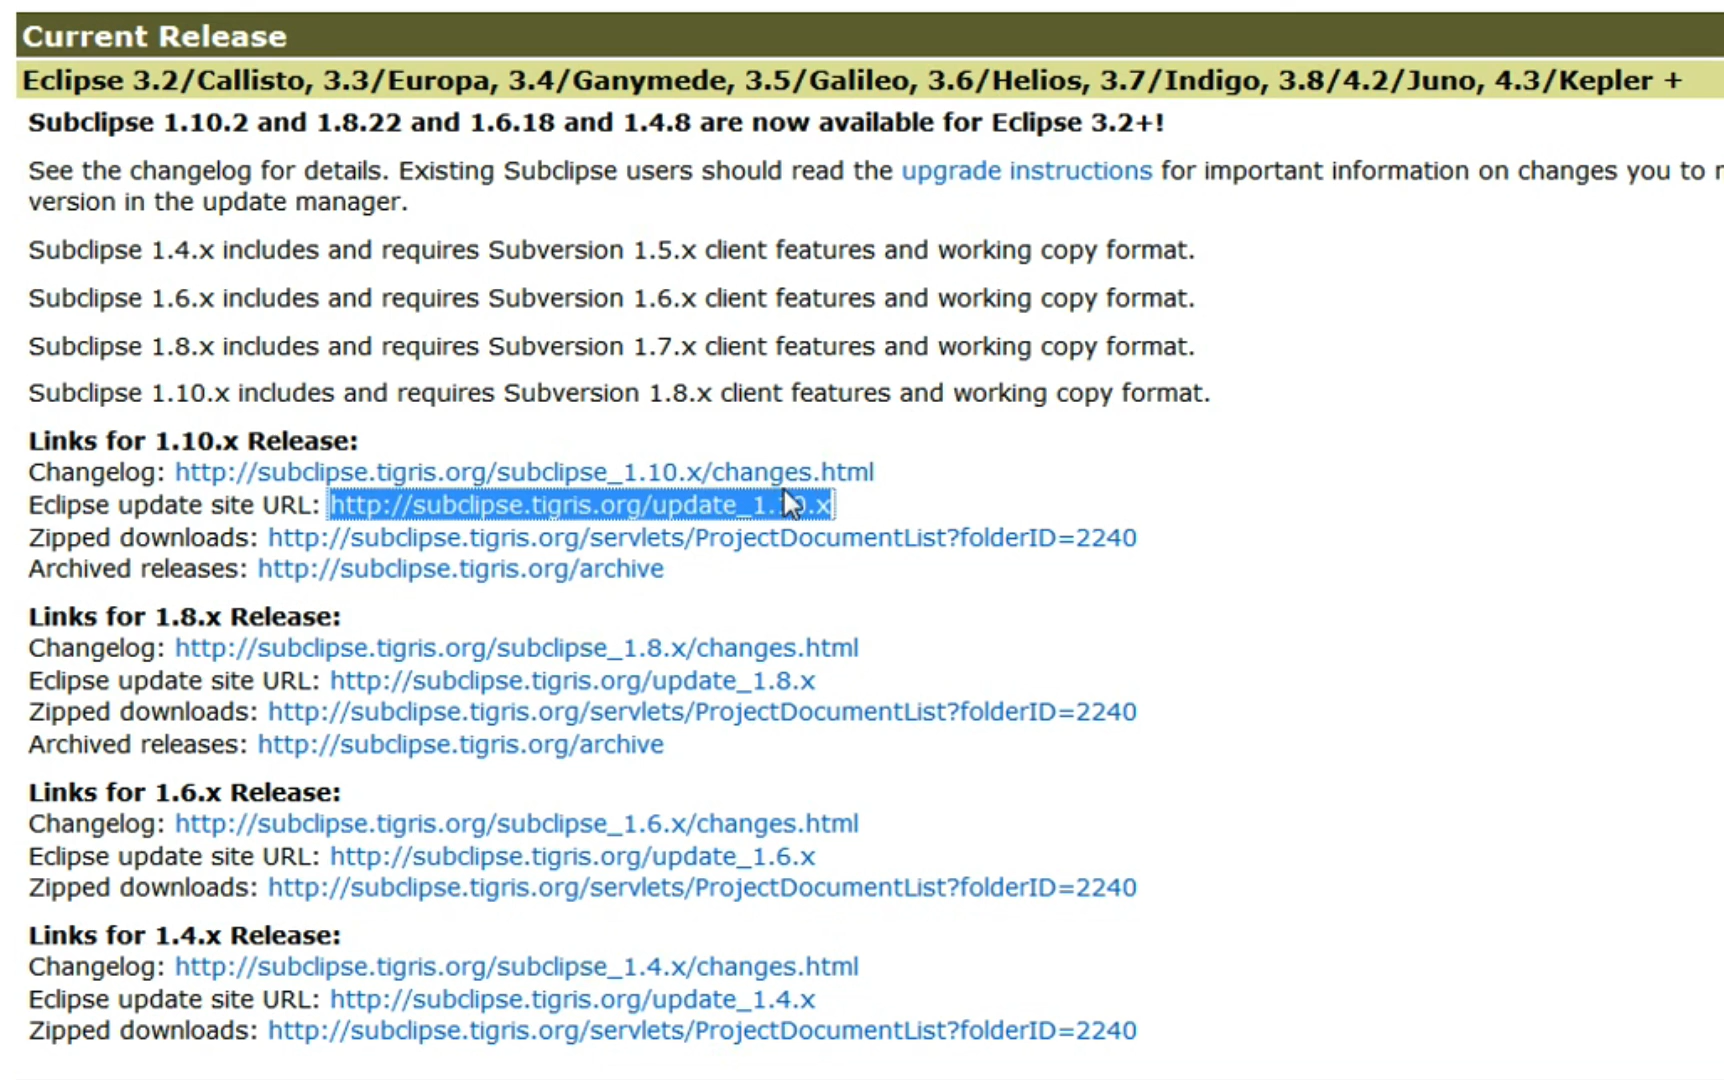 Current Release
Eclipse 3.2/Callisto, 3.3/Europa, 3.4/Ganymede, 3.5/Galileo, 3.6/Helios, 3.7/Indigo, 3.8/4.2/Juno, 4.3/Kepler +
Subclipse 1.10.2 and 1.8.22 and 1.6.18 and 1.4.8 are now available for Eclipse 3.2+!
See the changelog for details. Existing Subclipse users should read the upgrade instructions for important information on changes you to
version in the update manager.
Subclipse 1.4.x includes and requires Subversion 1.5.x client features and working copy format.
Subclipse 1.6.x includes and requires Subversion 1.6.x client features and working copy format.
Subclipse 1.8.x includes and requires Subversion 1.7.x client features and working copy format.
Subclipse 1.10.x includes and requires Subversion 1.8.x client features and working copy format.
Links for 1.10.x Release:
Changelog: http://subclipse.tigris.org/subclipse_1.10.x/changes.html
Eclipse update site URL: http://subclipse.tigris.org/update_1.10.x
Zipped downloads: http://subclipse.tigris.org/servlets/ProjectDocumentList?folderID=2240
Archived releases: http://subclipse.tigris.org/archive
Links for 1.8.x Release:
Changelog: http://subclipse.tigris.org/subclipse_1.8.x/changes.html
Eclipse update site URL: http://subclipse.tigris.org/update_1.8.x
Zipped downloads: http://subclipse.tigris.org/servlets/ProjectDocumentList?folderID=2240
Archived releases: http://subclipse.tigris.org/archive
Links for 1.6.x Release:
Changelog: http://subclipse.tigris.org/subclipse_1.6.x/changes.html
Eclipse update site URL: http://subclipse.tigris.org/update_1.6.x
Zipped downloads: http://subclipse.tigris.org/servlets/ProjectDocumentList?folderID=2240
Links for 1.4.x Release:
Changelog: http://subclipse.tigris.org/subclipse_1.4.x/changes.html
Eclipse update site URL: http://subclipse.tigris.org/update_1.4.x
Zipped downloads: http://subclipse.tigris.org/servlets/ProjectDocumentList?folderID=2240